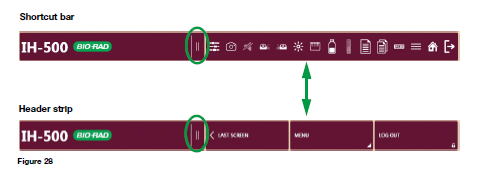 Shortcut bar
IH-500 BIO-RAD
Header strip
IH-500 BIO-RAD LAST SCREEN MENU LOG OUT
Figure 28